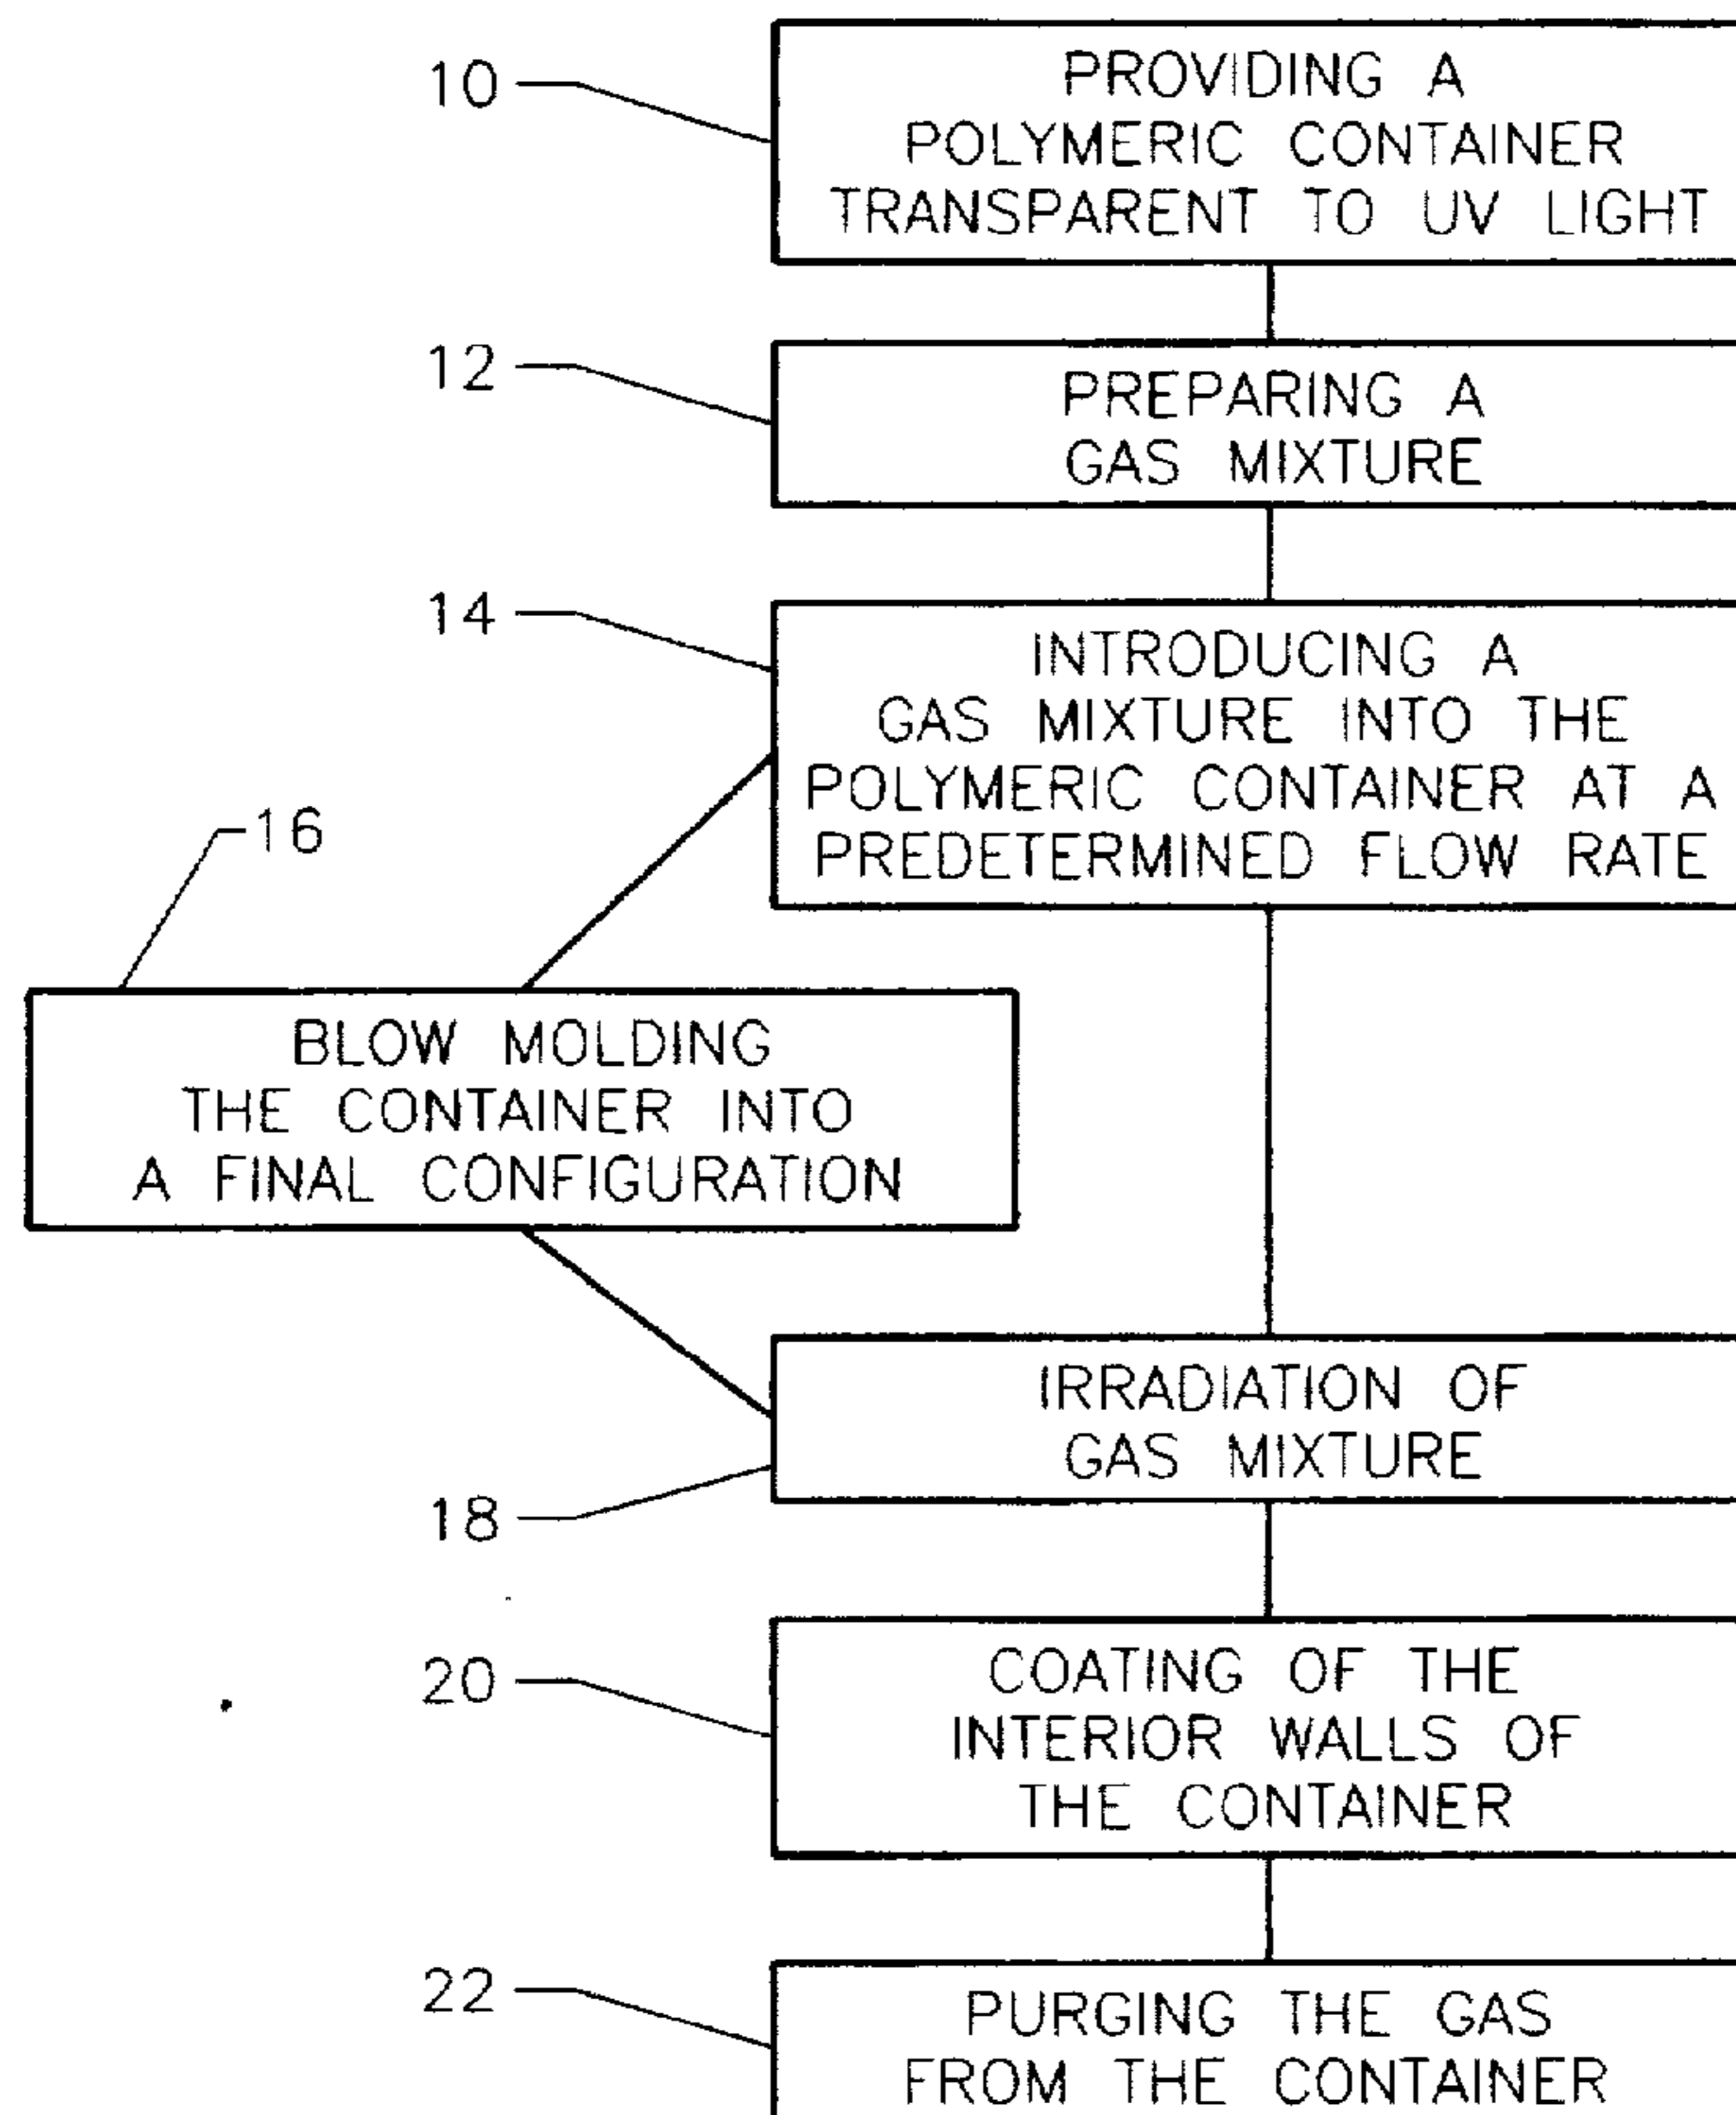 10
PROVIDING A
POLYMERIC CONTAINER
TRANSPARENT TO UV LIGHT
12
PREPARING A
GAS MIXTURE
14
INTRODUCING A
GAS MIXTURE INTO THE
POLYMERIC CONTAINER AT A
PREDETERMINED FLOW RATE
16
BLOW MOLDING
THE CONTAINER INTO
A FINAL CONFIGURATION
IRRADIATION OF
GAS MIXTURE
18
COATING OF THE
INTERIOR WALLS OF
THE CONTAINER
20
22
PURGING THE GAS
FROM THE CONTAINER